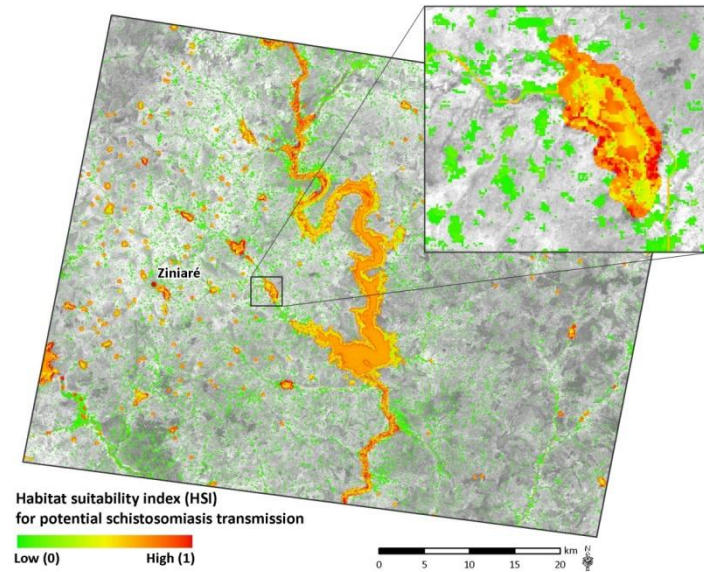 Ziniaré
Habitat suitability index (HSI)
for potential schistosomiasis transmission
Low (0) High (1)
km
0 5 10 15 20
N